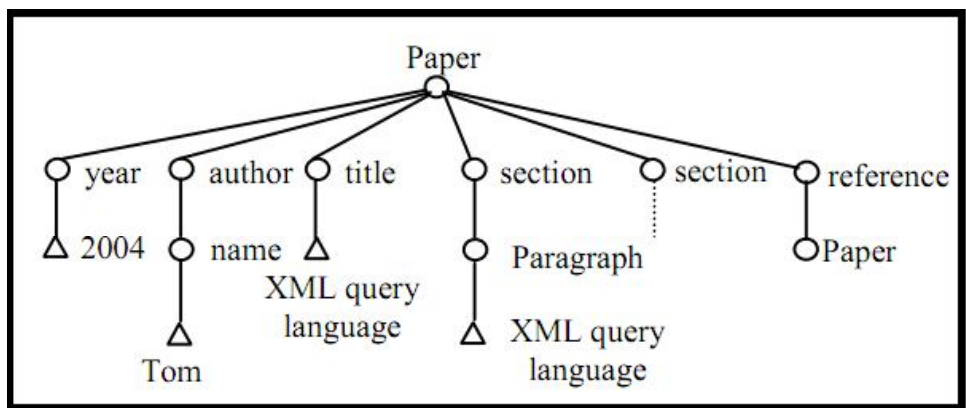 Paper
year
author
title
section
section
reference
2004
name
XML query
language
Paragraph
Paper
Tom
XML query
language